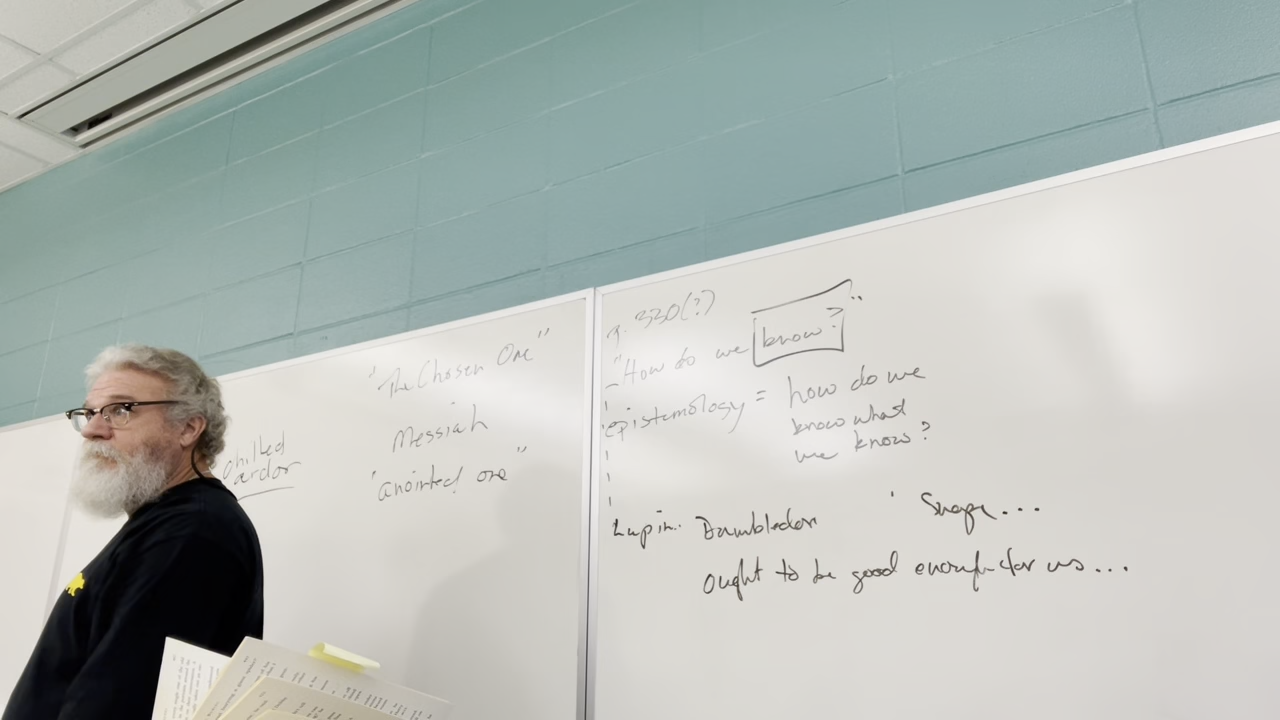 chilled
ardor
"The Chosen One"
Messiah
"anointed one"
p. 330(?)
"How do we know?"
epistemology = how do we
know what
we know?
Lupin: Dumbledore Snape...
ought to be good enough for us...